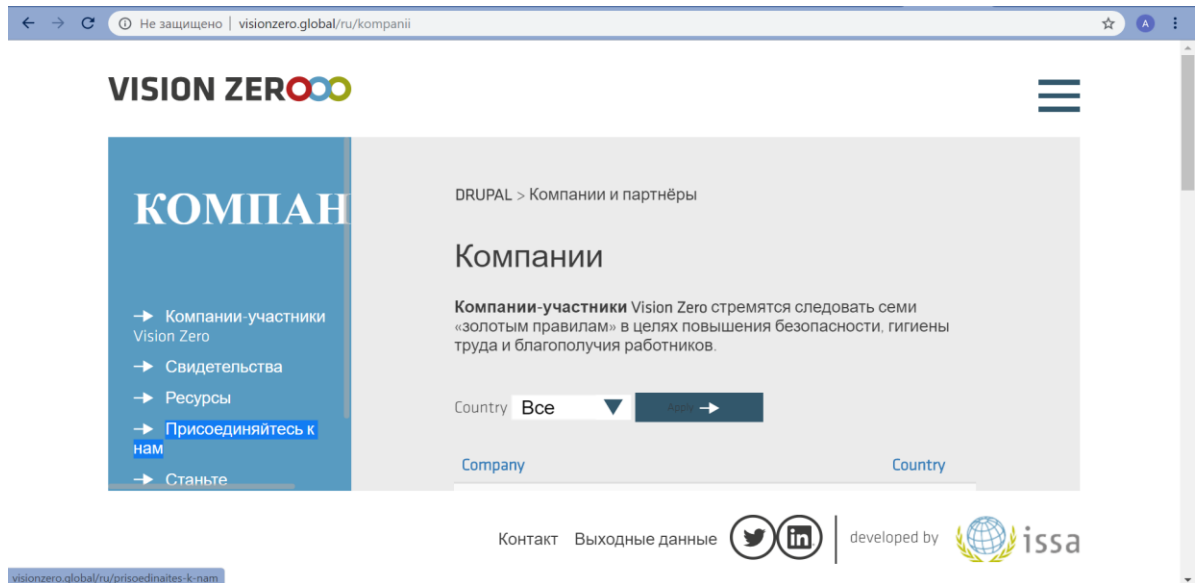 Не защищено | visionzero.global/ru/kompanii
A
VISION ZERO
КОМПАН
DRUPAL > Компании и партнёры
Компании
Компании-участники Vision Zero стремятся следовать семи
«золотым правилам» в целях повышения безопасности, гигиены
труда и благополучия работников.
Компании-участники
Vision Zero
Свидетельства
Ресурсы
Присоединяйтесь к
нам
Станьте
Country Все Apply
Company Country
Контакт Выходные данные in developed by issa
visionzero.global/ru/prisoedinaites-k-nam